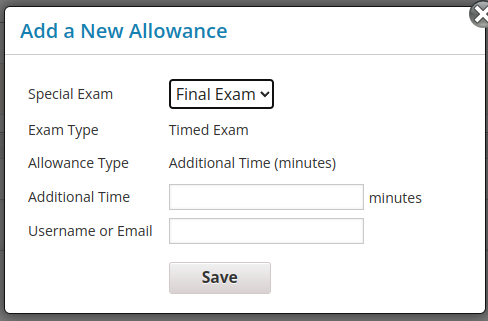 Add a New Allowance
Special Exam Final Exam
Exam Type Timed Exam
Allowance Type Additional Time (minutes)
Additional Time minutes
Username or Email
Save